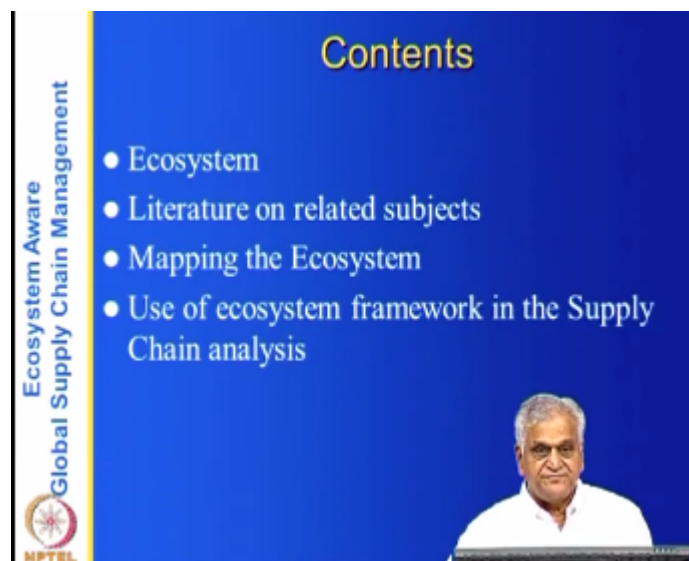 Contents
Ecosystem Aware
Global Supply Chain Management
● Ecosystem
● Literature on related subjects
● Mapping the Ecosystem
● Use of ecosystem framework in the Supply
Chain analysis
NPTEL